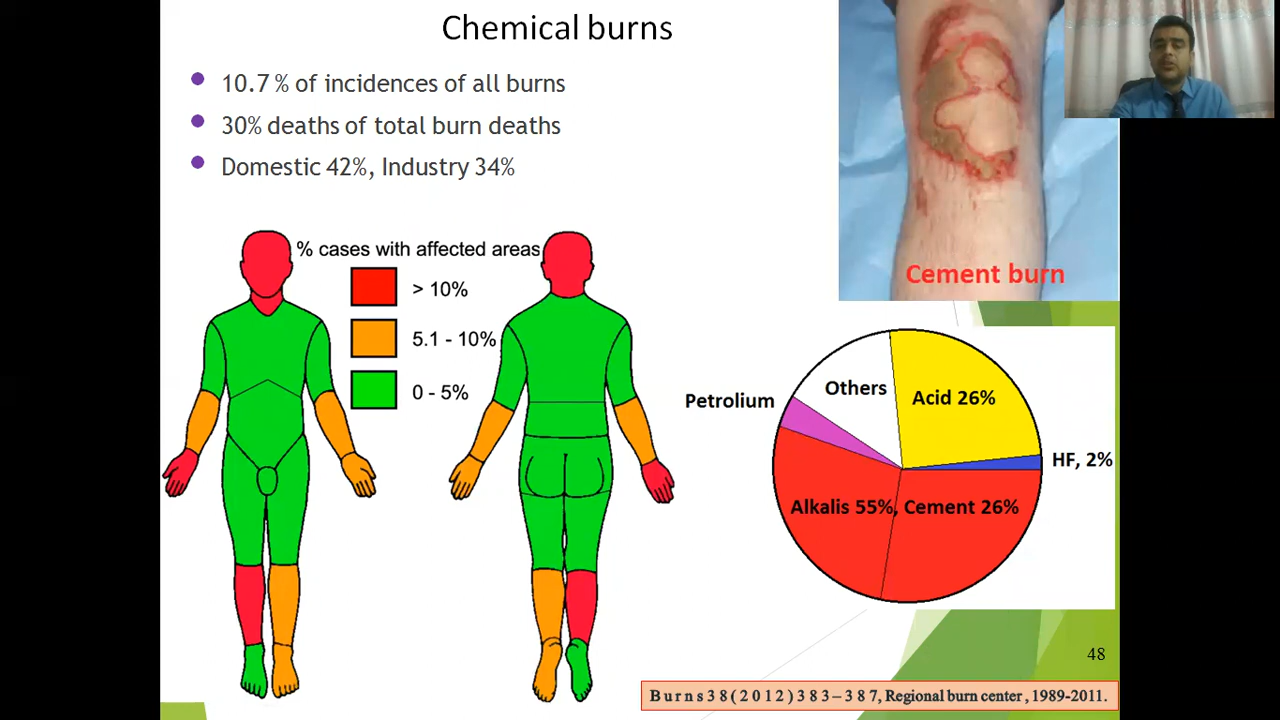 Chemical burns
10.7 % of incidences of all burns
30% deaths of total burn deaths
Domestic 42%, Industry 34%
Cement burn
% cases with affected areas
> 10%
5.1 - 10%
0 - 5%
Petrolium
Others
Acid 26%
HF, 2%
Alkalis 55%, Cement 26%
48
Burns 38 (2012) 383–387, Regional burn center, 1989-2011.